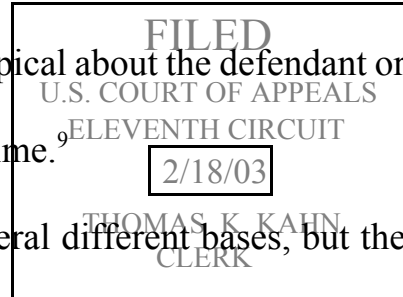 FILED
pical about the defendant or
U.S. COURT OF APPEALS
ELEVENTH CIRCUIT
me.⁹
2/18/03
THOMAS K. KAHN
eral different bases, but the
CLERK